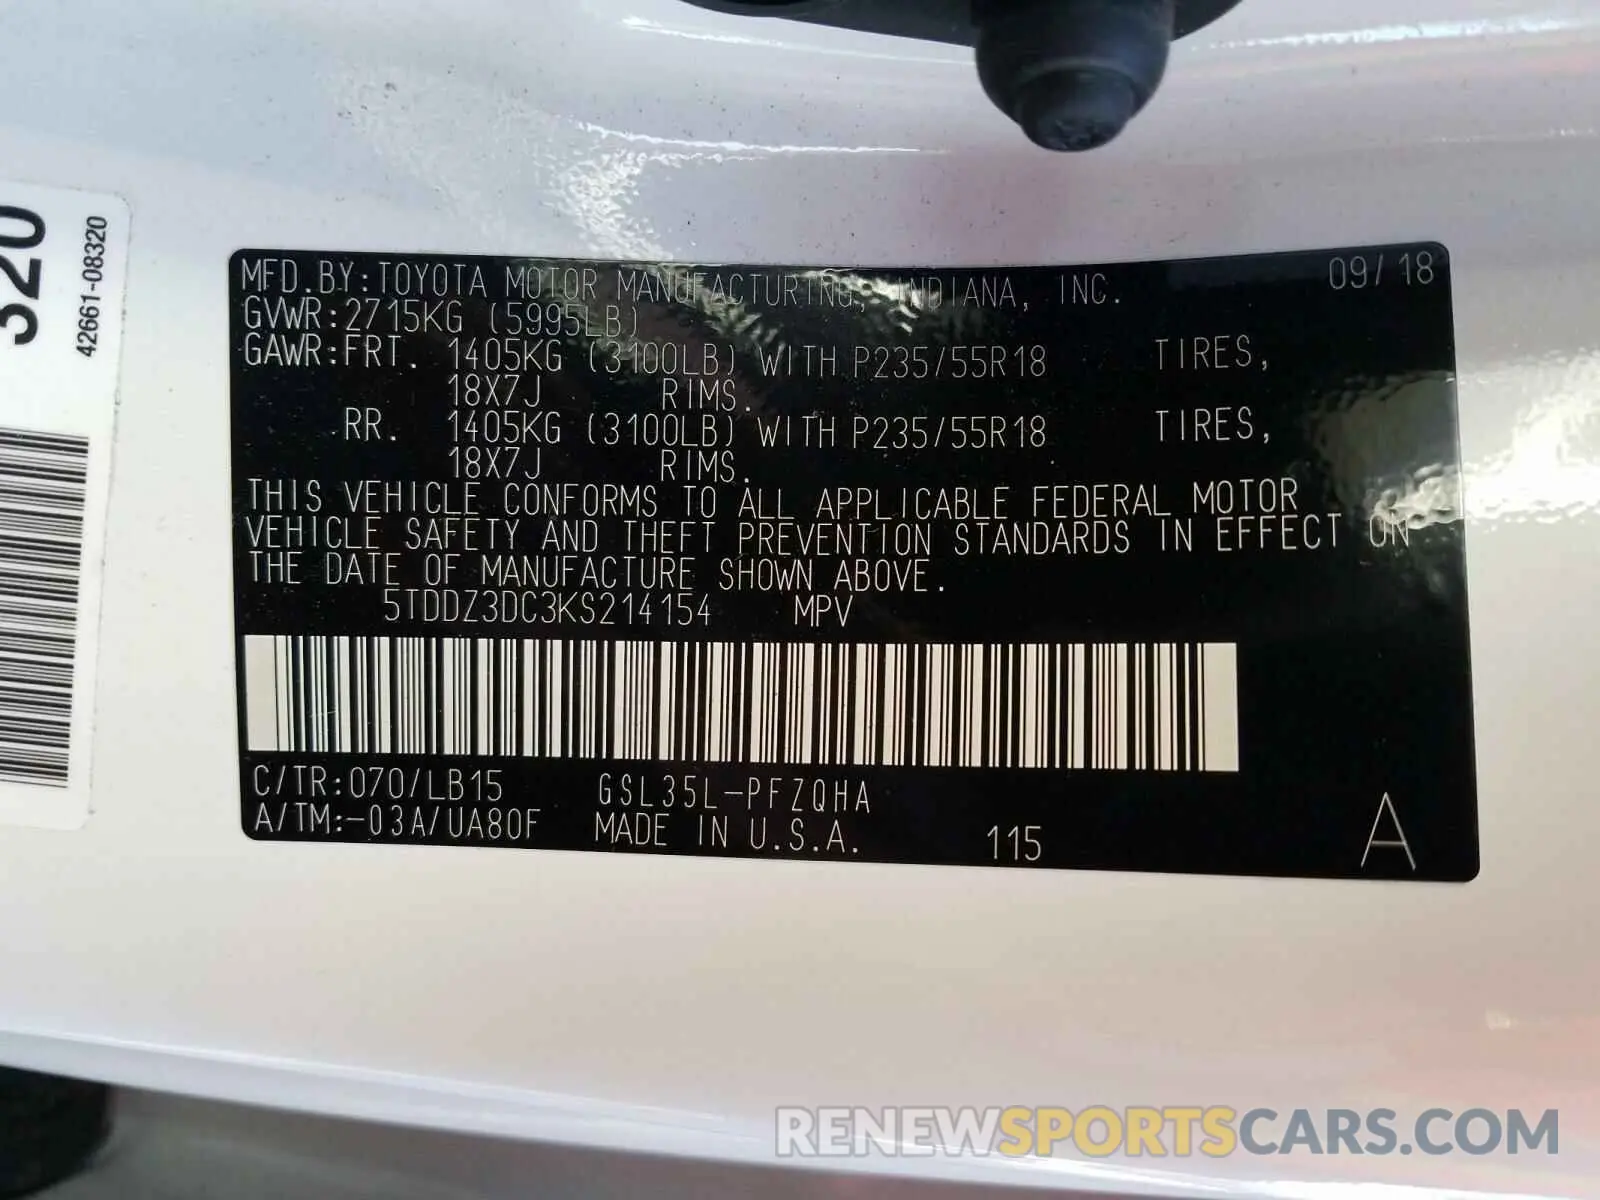 320
42661-08320
MFD.BY:TOYOTA MOTOR MANUFACTURING, INDIANA, INC. 09/18
GVWR:2715KG (5995LB)
GAWR:FRT. 1405KG (3100LB) WITH P235/55R18 TIRES,
18X7J RIMS.
RR. 1405KG (3100LB) WITH P235/55R18 TIRES,
18X7J RIMS.
THIS VEHICLE CONFORMS TO ALL APPLICABLE FEDERAL MOTOR
VEHICLE SAFETY AND THEFT PREVENTION STANDARDS IN EFFECT ON
THE DATE OF MANUFACTURE SHOWN ABOVE.
5TDDZ3DC3KS214154 MPV
C/TR:070/LB15 GSL35L-PFZQHA
A/TM:-03A/UA80F MADE IN U.S.A. 115 A
RENEWSPORTSCARS.COM